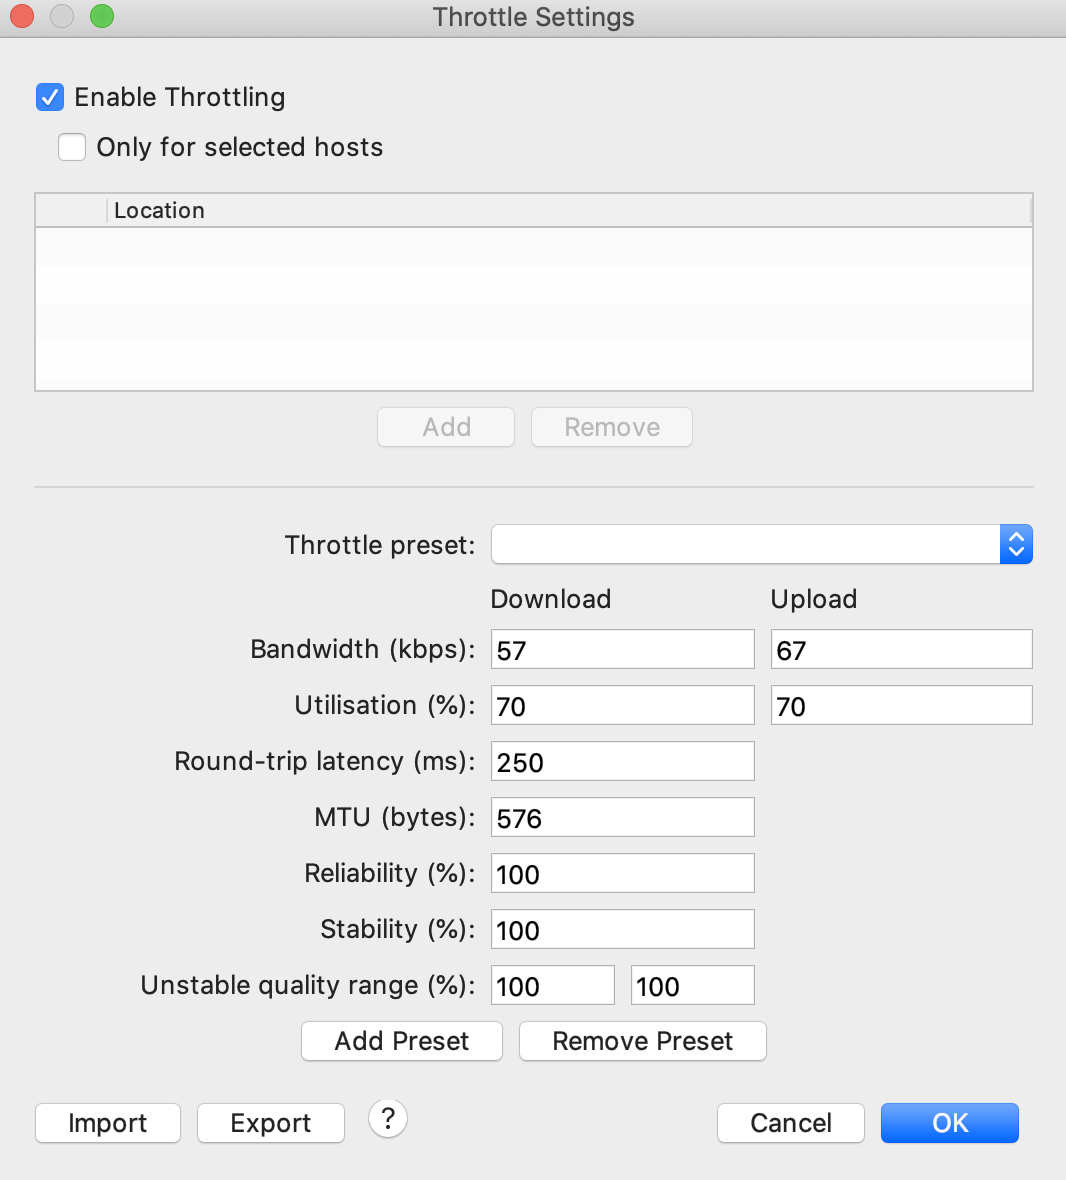 Throttle Settings
Enable Throttling
Only for selected hosts
Location
Add Remove
Throttle preset:
Download Upload
Bandwidth (kbps): 57 67
Utilisation (%): 70 70
Round-trip latency (ms): 250
MTU (bytes): 576
Reliability (%): 100
Stability (%): 100
Unstable quality range (%): 100 100
Add Preset Remove Preset
Import Export ? Cancel OK